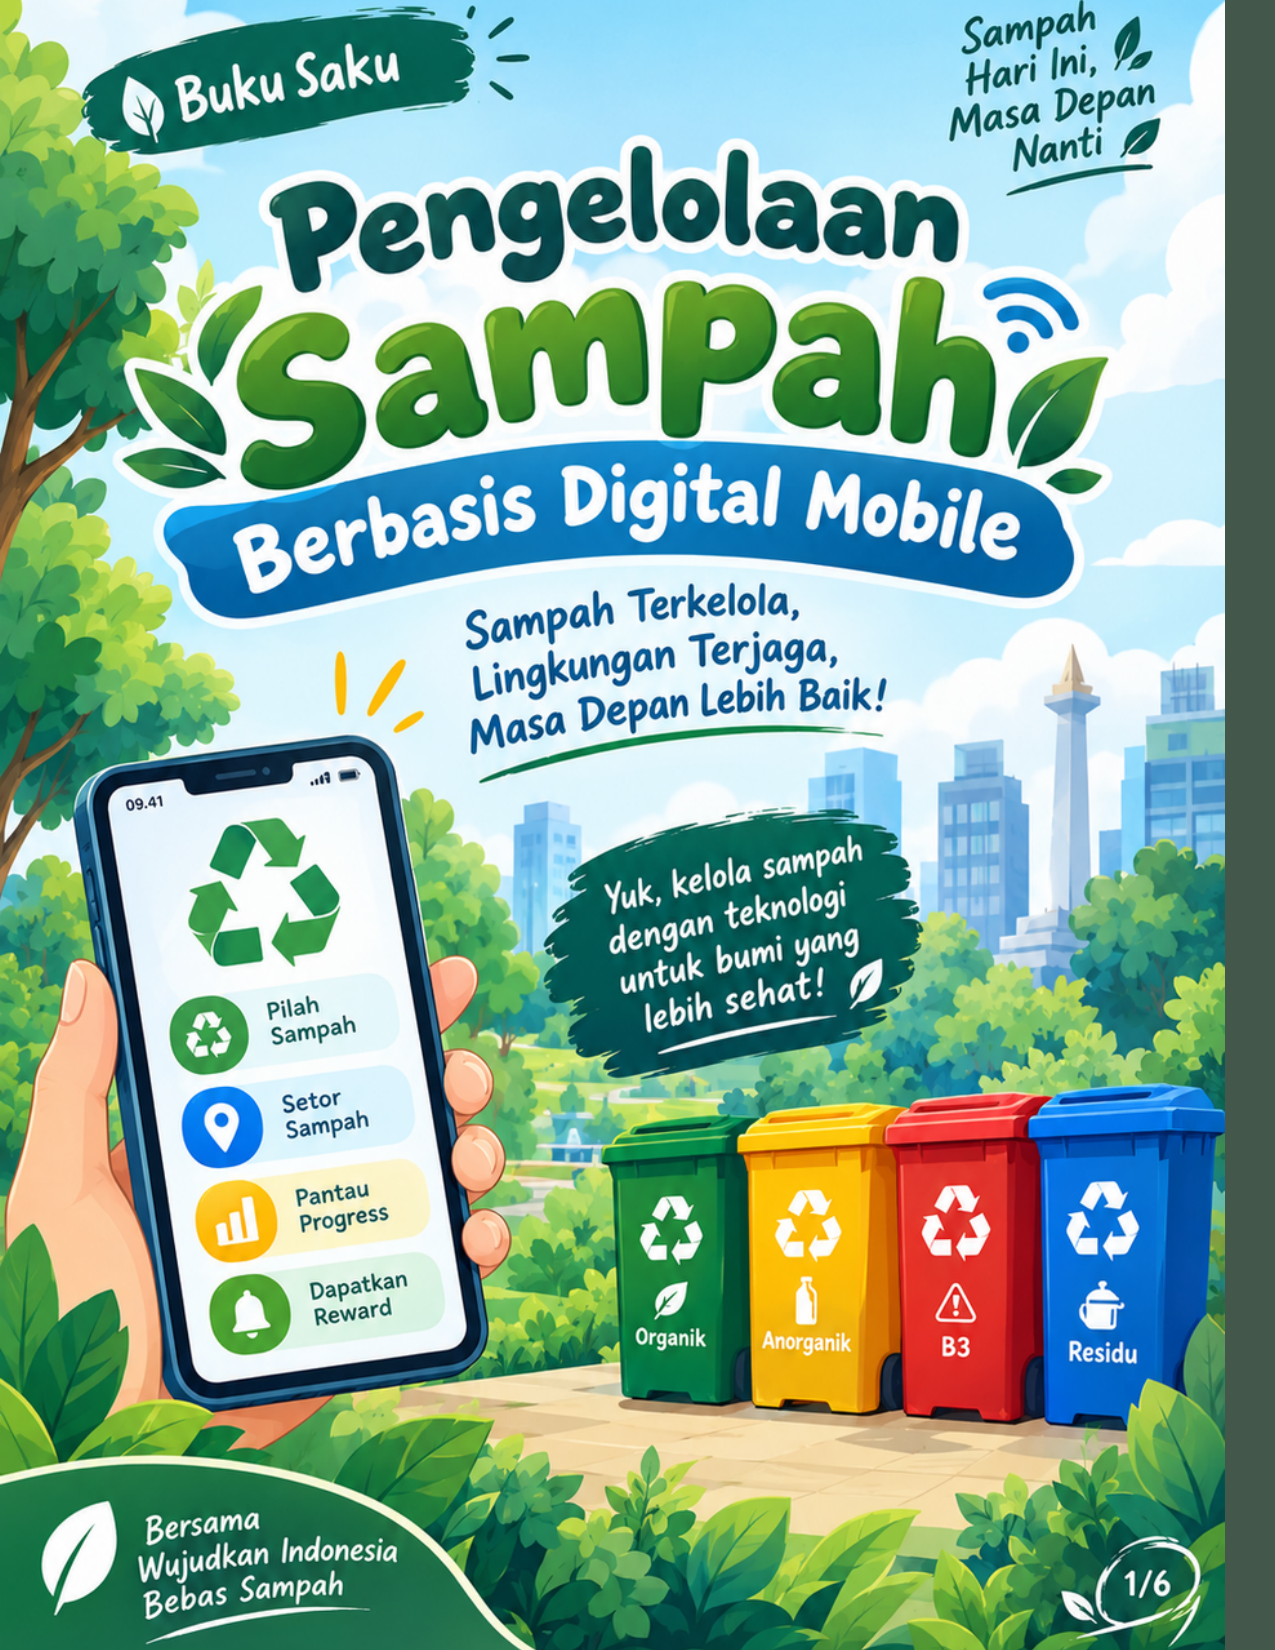 Buku Saku
Sampah
Hari Ini,
Masa Depan
Nanti
Pengelolaan
Sampah
Berbasis Digital Mobile
Sampah Terkelola,
Lingkungan Terjaga,
Masa Depan Lebih Baik!
09.41
Pilah
Sampah
Setor
Sampah
Pantau
Progress
Dapatkan
Reward
Yuk, kelola sampah
dengan teknologi
untuk bumi yang
lebih sehat!
Organik
Anorganik
B3
Residu
Bersama
Wujudkan Indonesia
Bebas Sampah
1/6